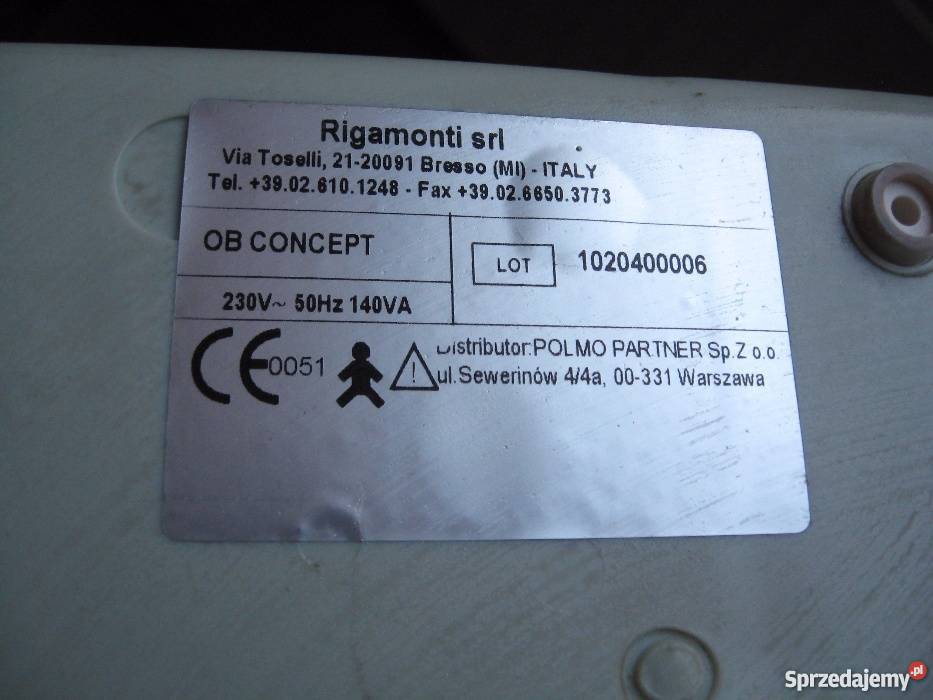 Rigamonti srl
Via Toselli, 21-20091 Bresso (MI) - ITALY
Tel. +39.02.610.1248 - Fax +39.02.6650.3773
OB CONCEPT
LOT 1020400006
230V~ 50Hz 140VA
CE 0051
Distributor:POLMO PARTNER Sp.Z o.o.
ul.Sewerinów 4/4a, 00-331 Warszawa
Sprzedajemy.pl